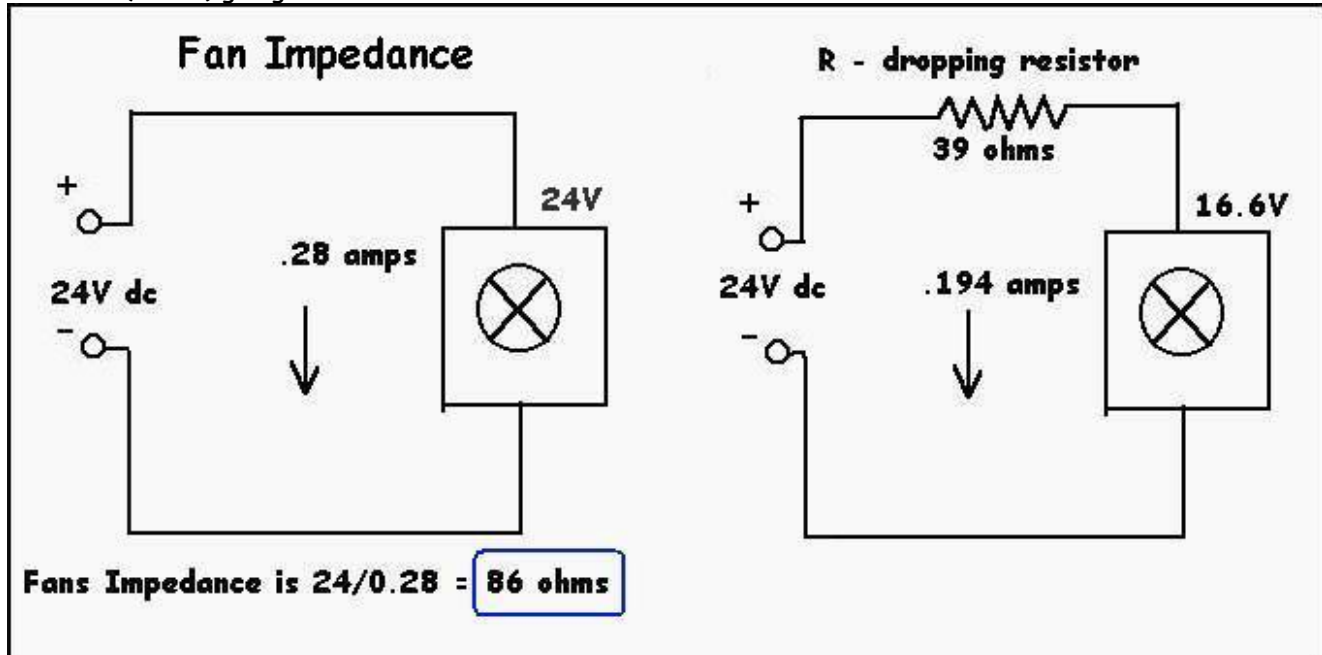 Fan Impedance
+
24V
.28 amps
24V dc
-
Fans Impedance is 24/0.28 = 86 ohms
R - dropping resistor
39 ohms
+
16.6V
24V dc
.194 amps
-